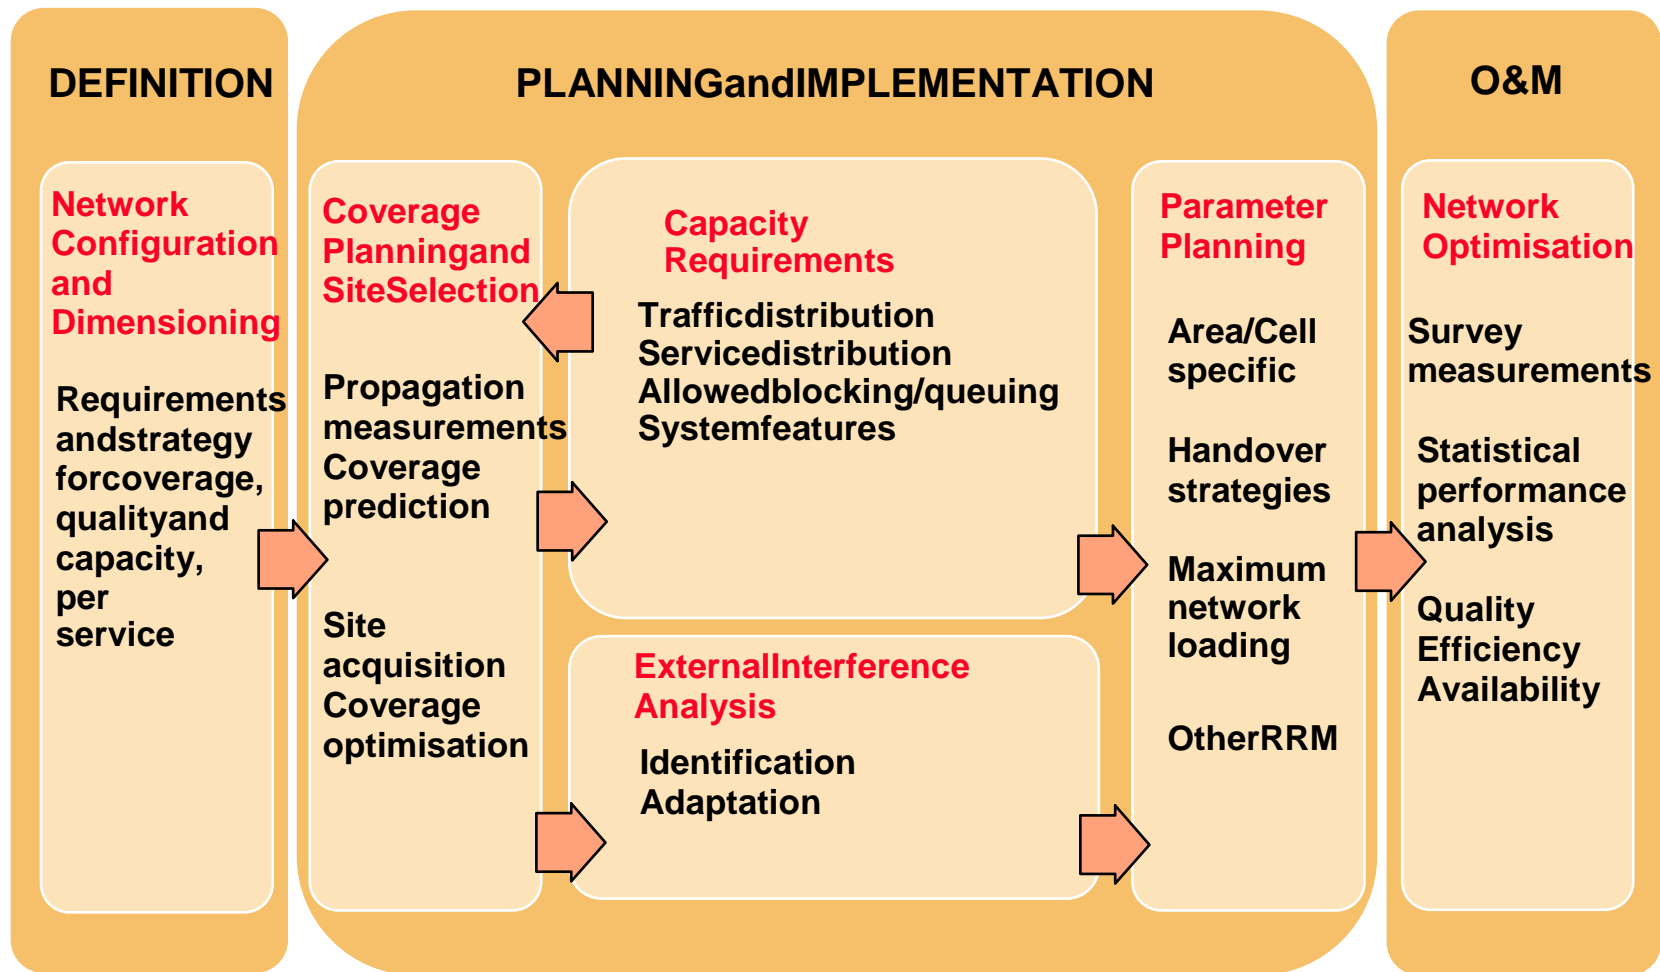 DEFINITION
PLANNINGandIMPLEMENTATION
O&M
Network
Configuration
and
Dimensioning
Requirements
andstrategy
forcoverage,
qualityand
capacity,
per
service
Coverage
Planningand
SiteSelection
Propagation
measurements
Coverage
prediction
Site
acquisition
Coverage
optimisation
Capacity
Requirements
Trafficdistribution
Servicedistribution
Allowedblocking/queuing
Systemfeatures
ExternalInterference
Analysis
Identification
Adaptation
Parameter
Planning
Area/Cell
specific
Handover
strategies
Maximum
network
loading
OtherRRM
Network
Optimisation
Survey
measurements
Statistical
performance
analysis
Quality
Efficiency
Availability